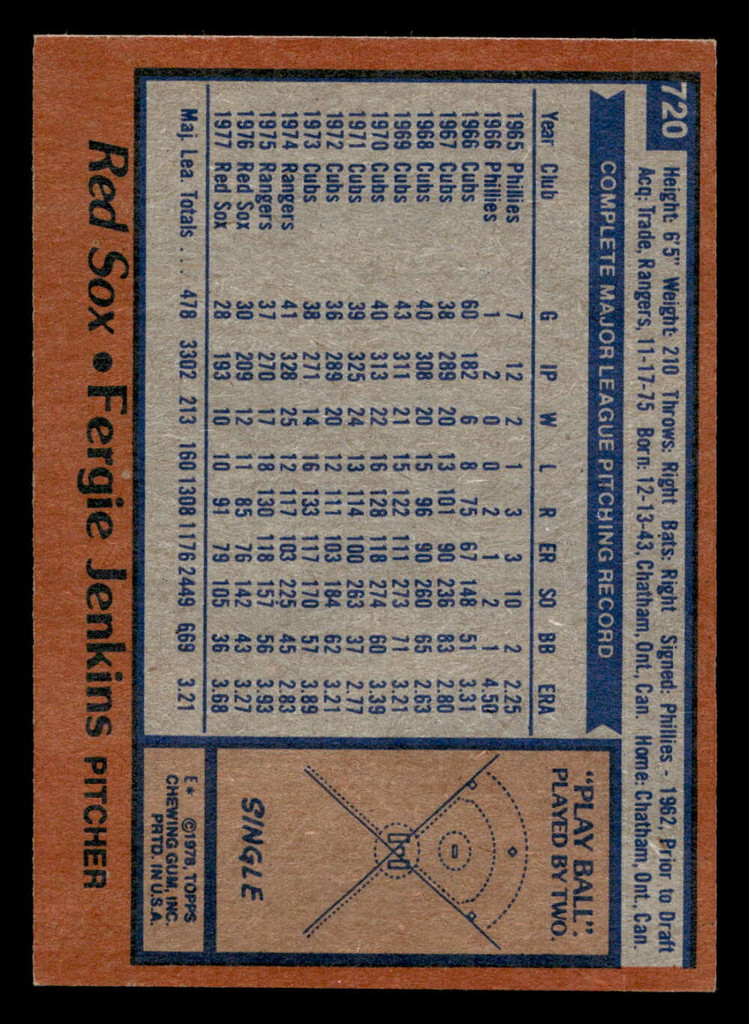 720
Height: 6'5" Weight: 210 Throws: Right Bats: Right Signed: Phillies - 1962, Prior to Draft
Acq: Trade, Rangers, 11-17-75 Born: 12-13-43, Chatham, Ont., Can. Home: Chatham, Ont., Can.
COMPLETE MAJOR LEAGUE PITCHING RECORD
Year Club G IP W L R ER SO BB ERA
1965 Phillies 7 12 2 1 3 3 10 2 2.25
1966 Phillies 1 2 0 0 2 1 2 1 4.50
1966 Cubs 60 182 6 8 75 67 148 51 3.31
1967 Cubs 38 289 20 13 101 90 236 83 2.80
1968 Cubs 40 308 20 15 96 90 260 65 2.63
1969 Cubs 43 311 21 15 122 111 273 71 3.21
1970 Cubs 40 313 22 16 128 118 274 60 3.39
1971 Cubs 39 325 24 13 114 100 263 37 2.77
1972 Cubs 36 289 20 12 111 103 184 62 3.21
1973 Cubs 38 271 14 16 133 117 170 57 3.89
1974 Rangers 41 328 25 12 117 103 225 45 2.83
1975 Rangers 37 270 17 18 130 118 157 56 3.93
1976 Red Sox 30 209 12 11 85 76 142 43 3.27
1977 Red Sox 28 193 10 10 91 79 105 36 3.68
Maj. Lea. Totals .... 478 3302 213 160 1308 1176 2449 669 3.21
"PLAY BALL":
PLAYED BY TWO.
SINGLE
E* ©1978, TOPPS
CHEWING GUM, INC.
PRTD. IN U.S.A.
Red Sox • Fergie Jenkins PITCHER